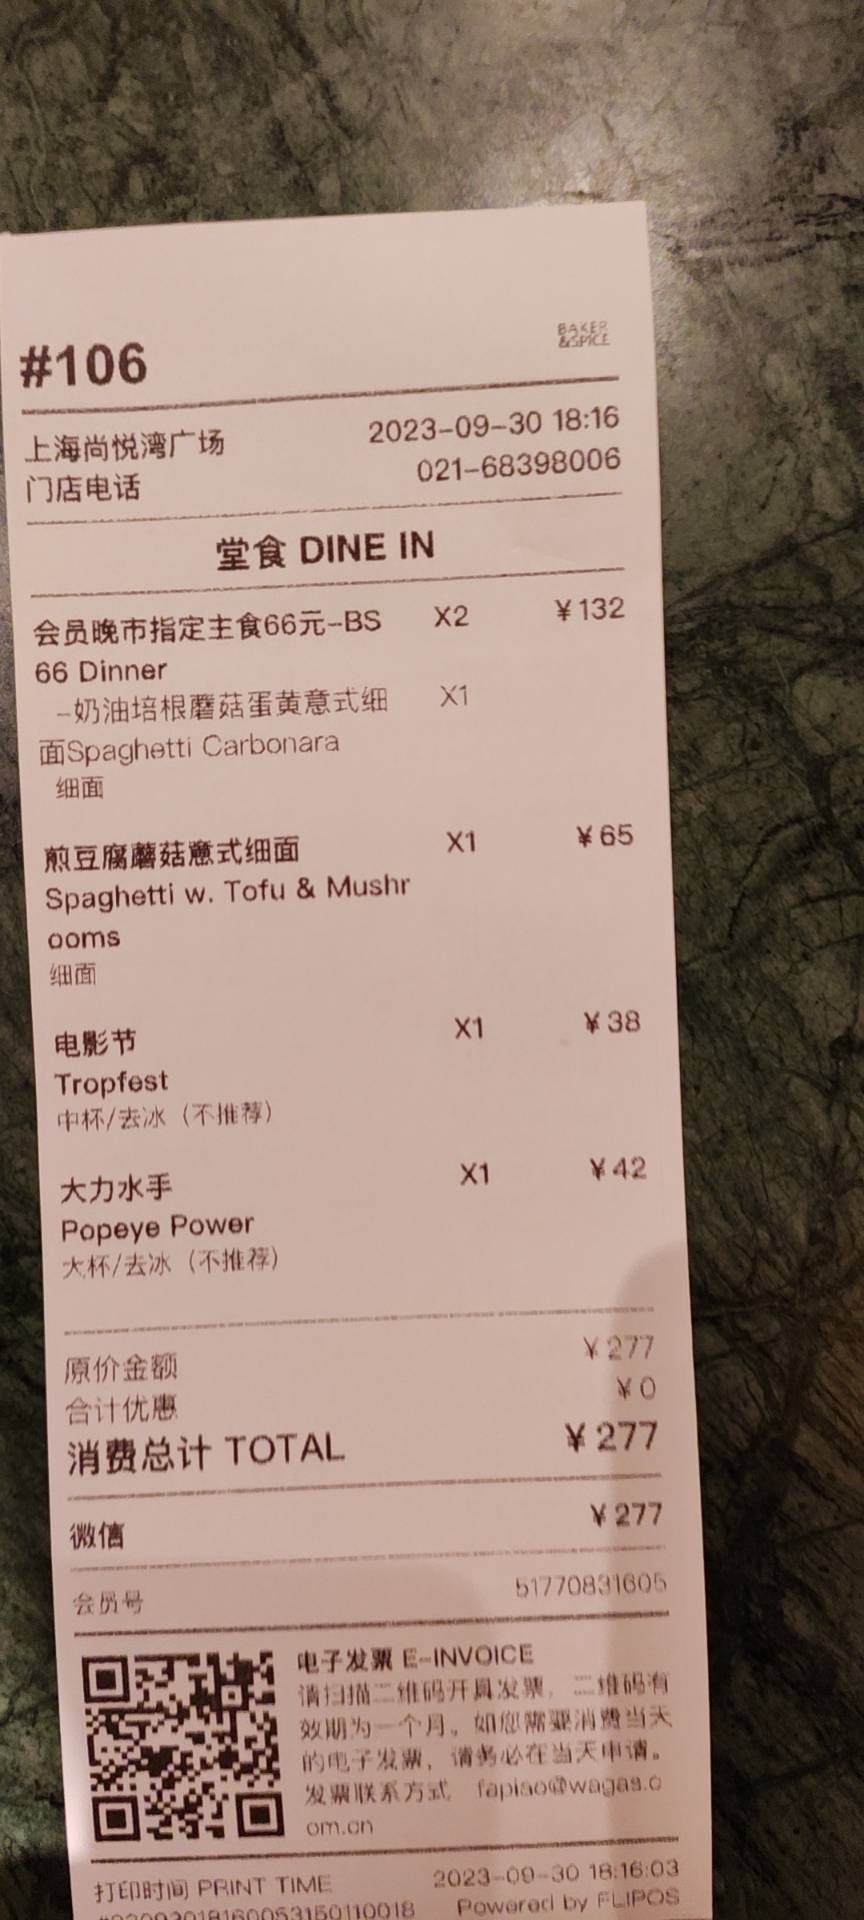 BAKER
&SPICE
#106
上海尚悦湾广场 2023-09-30 18:16
门店电话 021-68398006
堂食 DINE IN
会员晚市指定主食66元-BS X2 ¥132
66 Dinner
-奶油培根蘑菇蛋黄意式细 X1
面Spaghetti Carbonara
细面
煎豆腐蘑菇意式细面 X1 ¥65
Spaghetti w. Tofu & Mushr
ooms
细面
电影节 X1 ¥38
Tropfest
中杯/去冰（不推荐）
大力水手 X1 ¥42
Popeye Power
大杯/去冰（不推荐）
原价金额 ¥277
合计优惠 ¥0
消费总计 TOTAL ¥277
微信 ¥277
会员号 51770831605
电子发票 E-INVOICE
请扫描二维码开具发票，二维码有
效期为一个月。如您需要消费当天
的电子发票，请务必在当天申请。
发票联系方式 fapiao@wagas.c
om.cn
打印时间 PRINT TIME 2023-09-30 18:16:03
Powered by FLIPOS